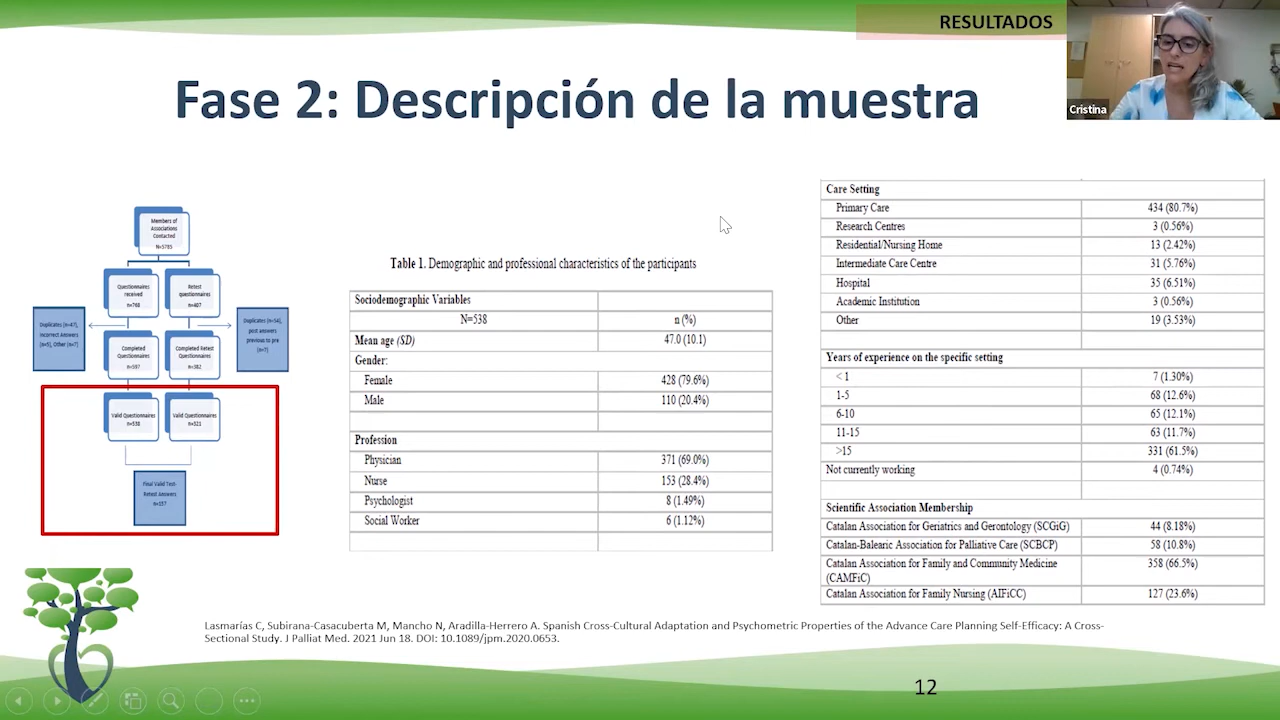 RESULTADOS
Cristina
Fase 2: Descripción de la muestra
Members of
Associations
Contacted
N=5785
Questionnaires
received
n=768
Retest
questionnaires
n=407
Duplicates (n=47),
Incorrect Answers
(n=5), Other (n=7)
Duplicates (n=54),
post answers
previous to pre
(n=7)
Completed
Questionnaires
n=597
Completed Retest
Questionnaires
n=382
Valid Questionnaires
n=538
Valid Questionnaires
n=321
Final Valid Test-
Retest Answers
N=157
Table 1. Demographic and professional characteristics of the participants
Sociodemographic Variables
N=538 n (%)
Mean age (SD) 47.0 (10.1)
Gender:
Female 428 (79.6%)
Male 110 (20.4%)
Profession
Physician 371 (69.0%)
Nurse 153 (28.4%)
Psychologist 8 (1.49%)
Social Worker 6 (1.12%)
Care Setting
Primary Care 434 (80.7%)
Research Centres 3 (0.56%)
Residential/Nursing Home 13 (2.42%)
Intermediate Care Centre 31 (5.76%)
Hospital 35 (6.51%)
Academic Institution 3 (0.56%)
Other 19 (3.53%)
Years of experience on the specific setting
< 1 7 (1.30%)
1-5 68 (12.6%)
6-10 65 (12.1%)
11-15 63 (11.7%)
>15 331 (61.5%)
Not currently working 4 (0.74%)
Scientific Association Membership
Catalan Association for Geriatrics and Gerontology (SCGiG) 44 (8.18%)
Catalan-Balearic Association for Palliative Care (SCBCP) 58 (10.8%)
Catalan Association for Family and Community Medicine 358 (66.5%)
(CAMFiC)
Catalan Association for Family Nursing (AIFiCC) 127 (23.6%)
Lasmarías C, Subirana-Casacuberta M, Mancho N, Aradilla-Herrero A. Spanish Cross-Cultural Adaptation and Psychometric Properties of the Advance Care Planning Self-Efficacy: A Cross-
Sectional Study. J Palliat Med. 2021 Jun 18. DOI: 10.1089/jpm.2020.0653.
12